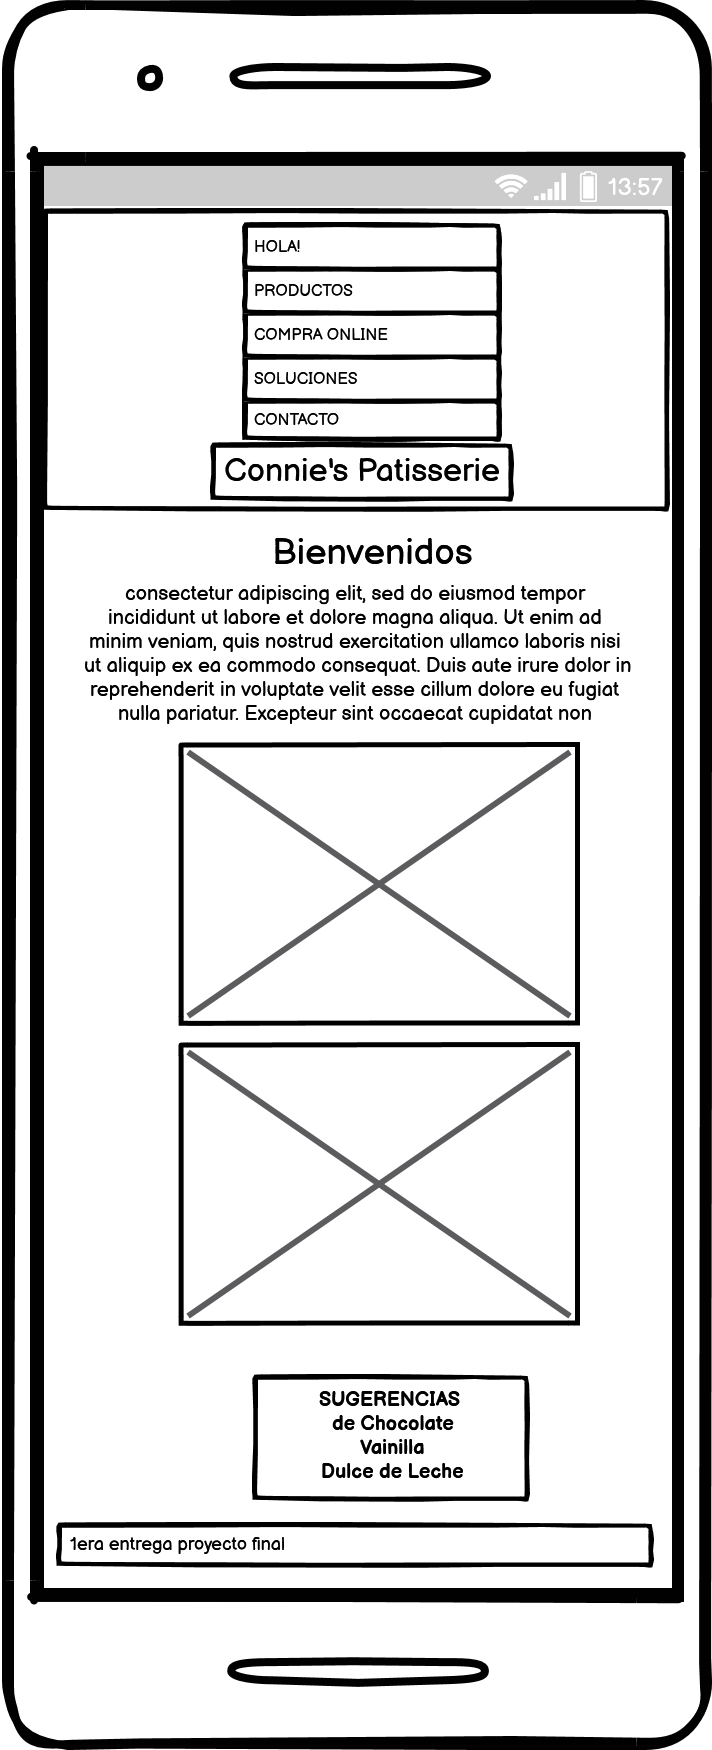 13:57
HOLA!
PRODUCTOS
COMPRA ONLINE
SOLUCIONES
CONTACTO
Connie's Patisserie
Bienvenidos
consectetur adipiscing elit, sed do eiusmod tempor
incididunt ut labore et dolore magna aliqua. Ut enim ad
minim veniam, quis nostrud exercitation ullamco laboris nisi
ut aliquip ex ea commodo consequat. Duis aute irure dolor in
reprehenderit in voluptate velit esse cillum dolore eu fugiat
nulla pariatur. Excepteur sint occaecat cupidatat non
SUGERENCIAS
de Chocolate
Vainilla
Dulce de Leche
1era entrega proyecto final